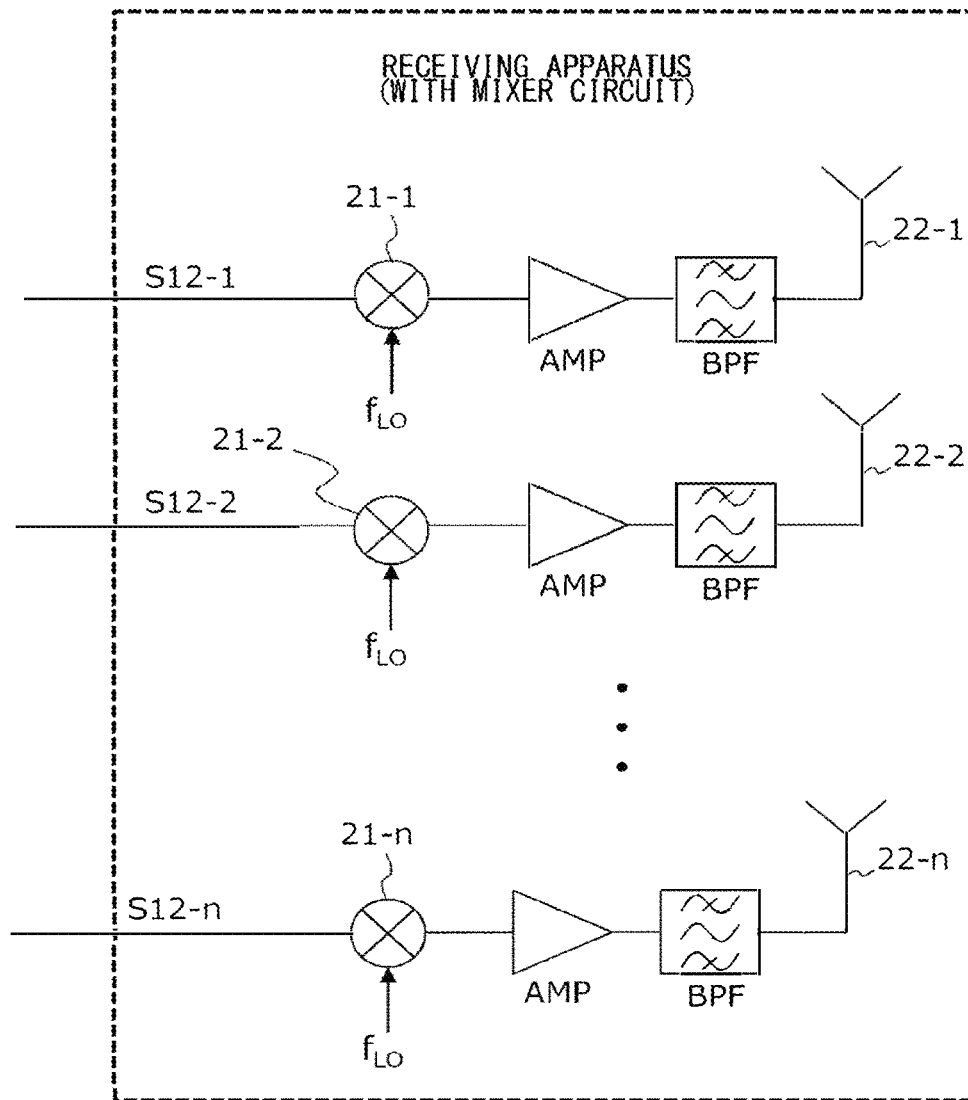 RECEIVING APPARATUS
(WITH MIXER CIRCUIT)
21-1
22-1
S12-1
AMP
BPF
fLO
21-2
22-2
S12-2
AMP
BPF
fLO
21-n
22-n
S12-n
AMP
BPF
fLO